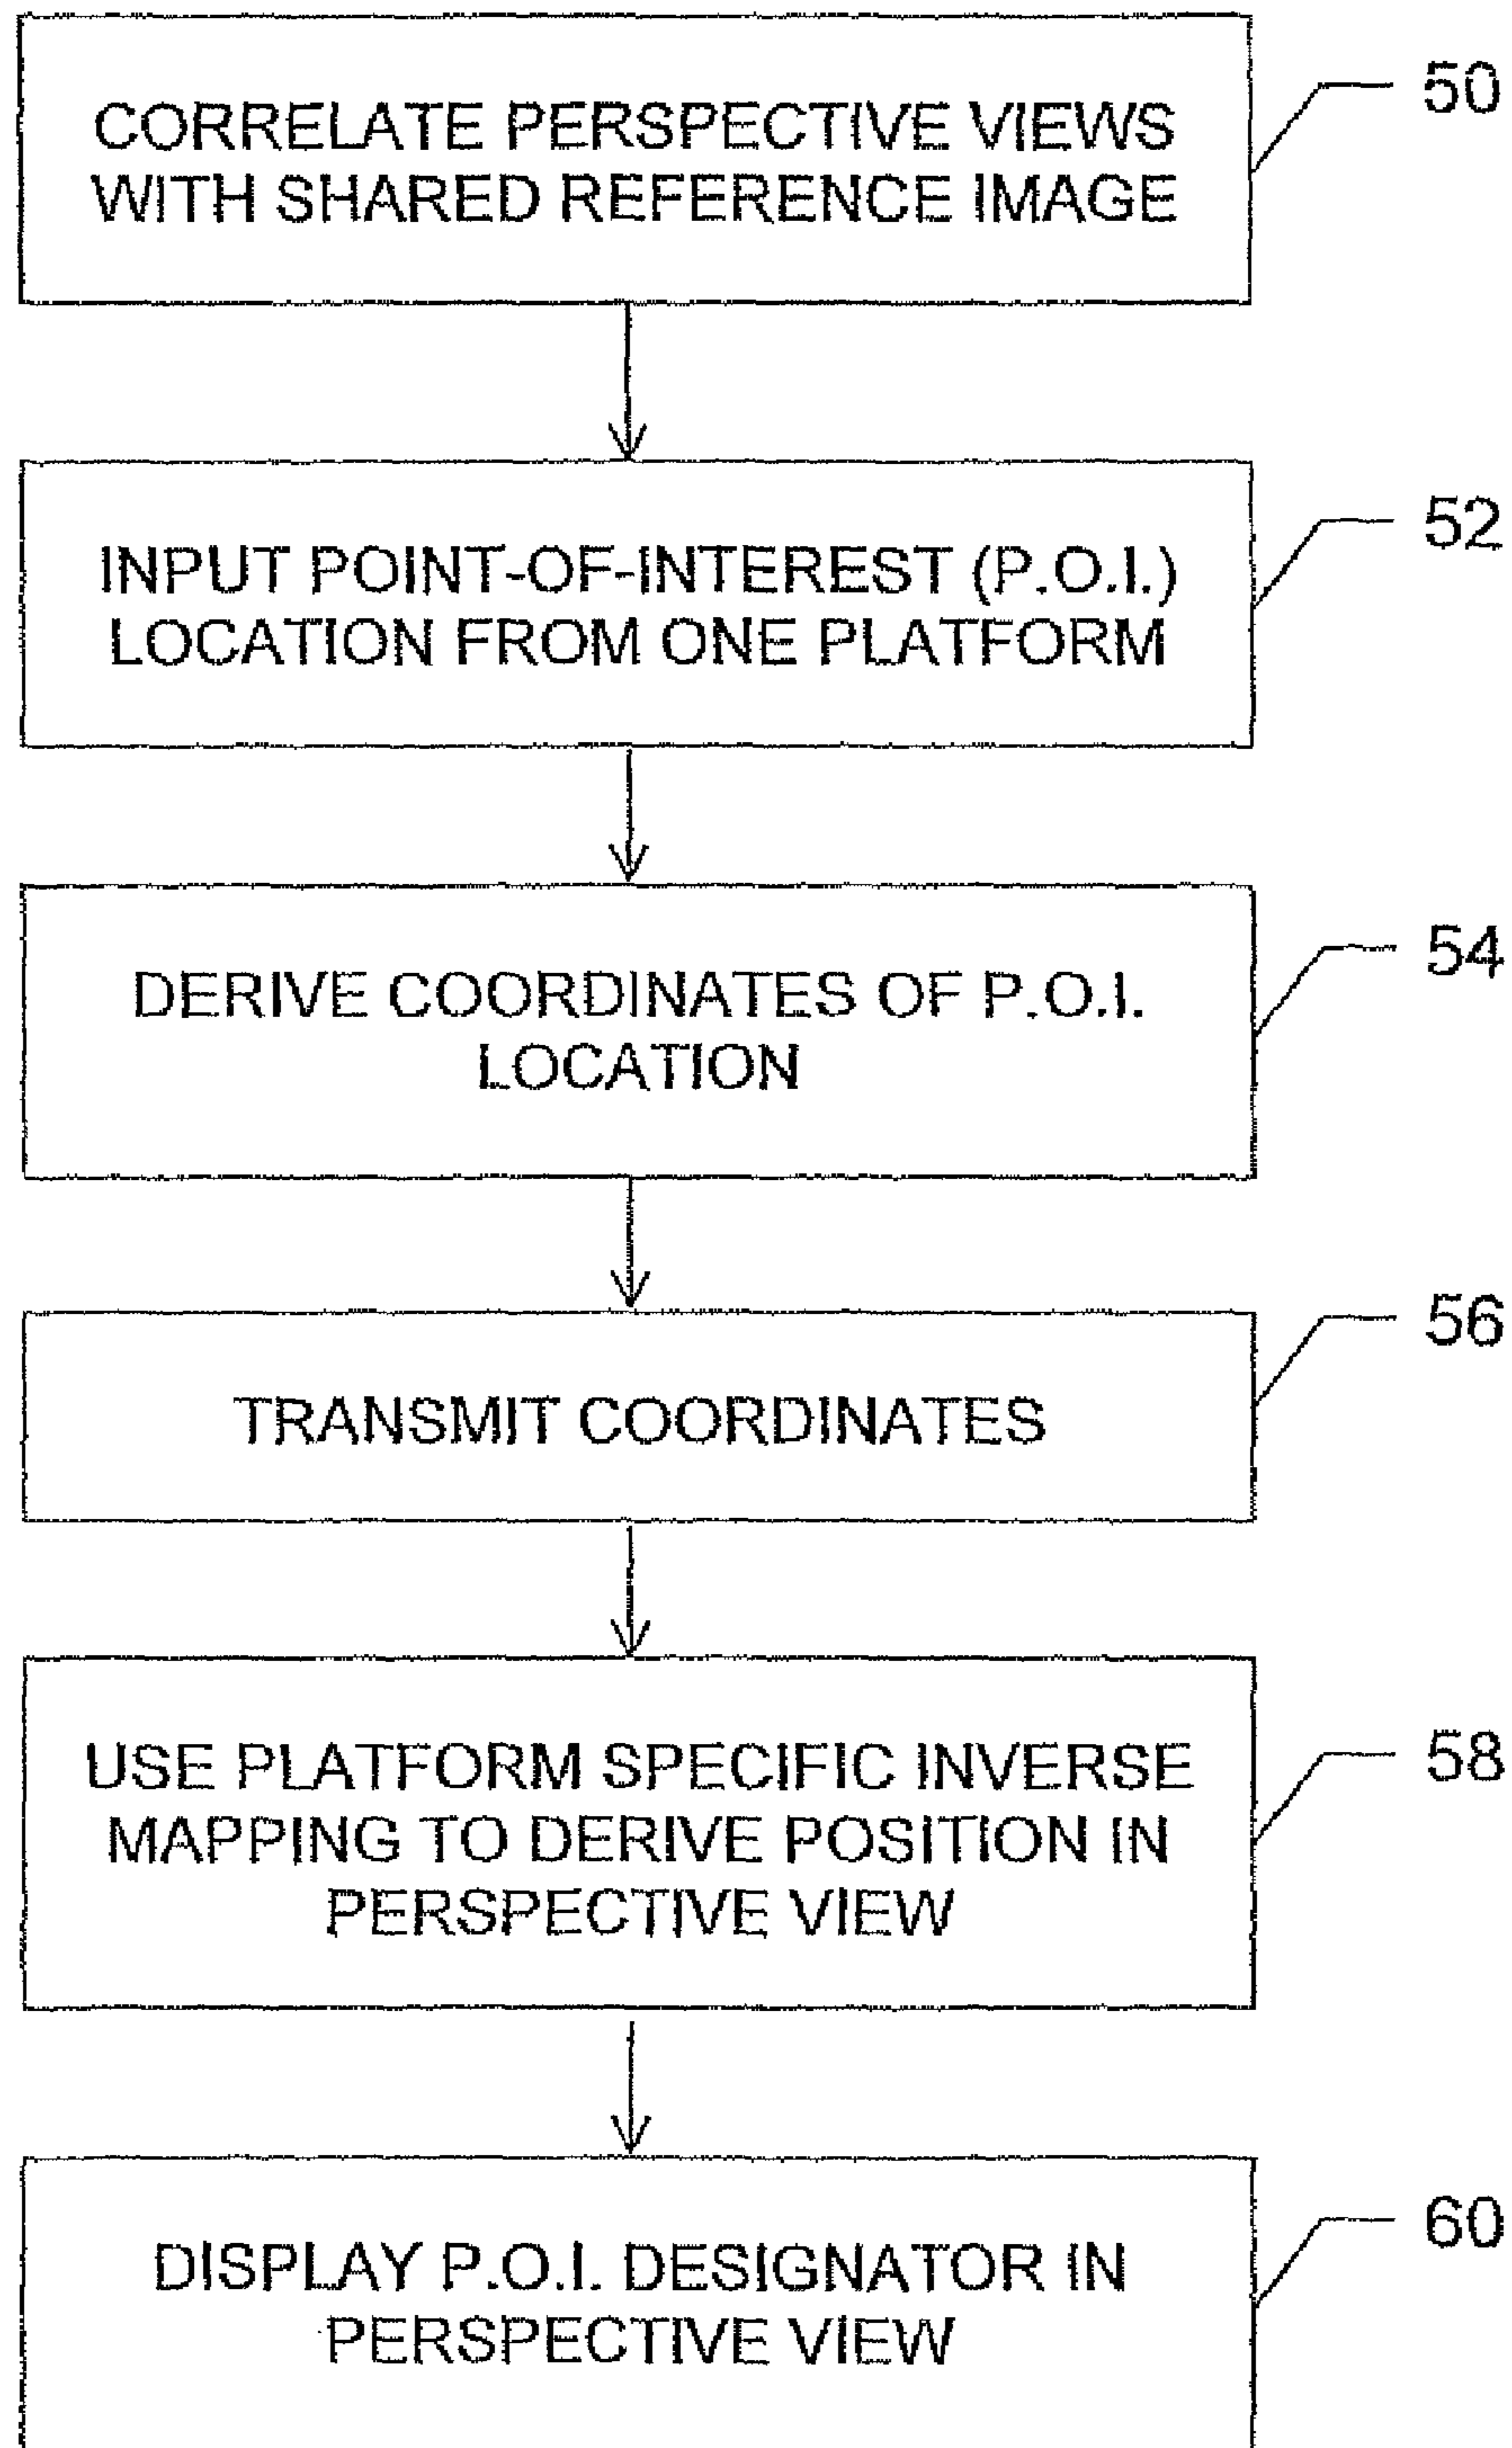 CORRELATE PERSPECTIVE VIEWS
WITH SHARED REFERENCE IMAGE
50
INPUT POINT-OF-INTEREST (P.O.I.)
LOCATION FROM ONE PLATFORM
52
DERIVE COORDINATES OF P.O.I.
LOCATION
54
TRANSMIT COORDINATES
56
USE PLATFORM SPECIFIC INVERSE
MAPPING TO DERIVE POSITION IN
PERSPECTIVE VIEW
58
DISPLAY P.O.I. DESIGNATOR IN
PERSPECTIVE VIEW
60